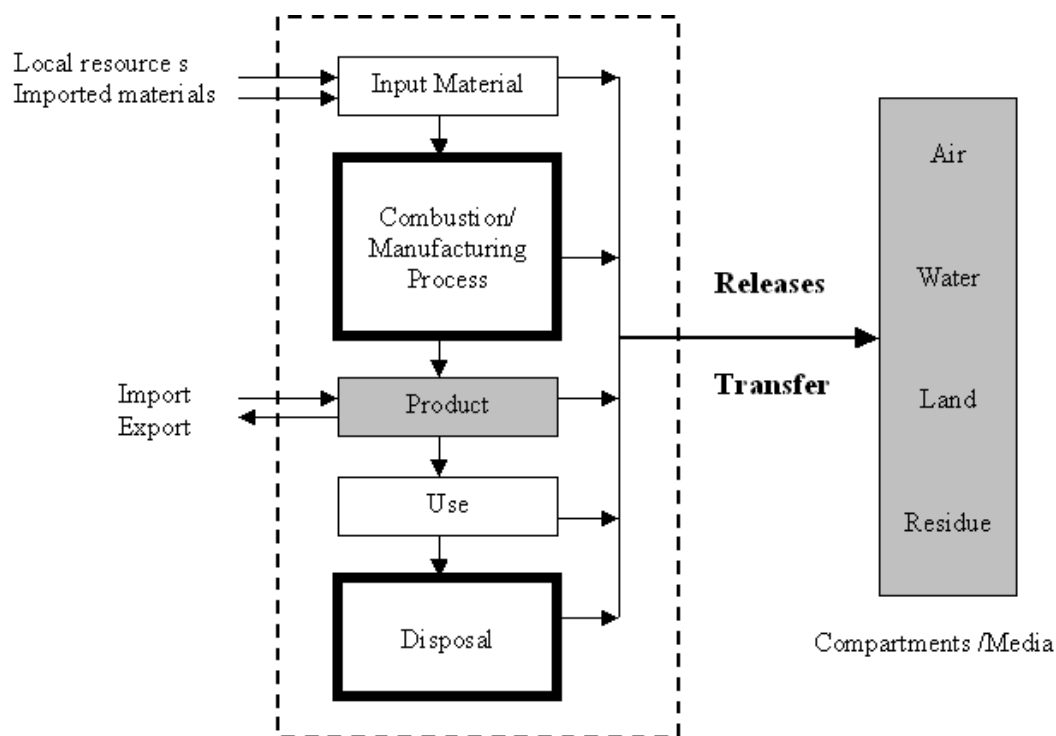 Local resource s
Imported materials
Input Material
Combustion/
Manufacturing
Process
Import
Export
Product
Use
Disposal
Releases
Transfer
Air
Water
Land
Residue
Compartments /Media